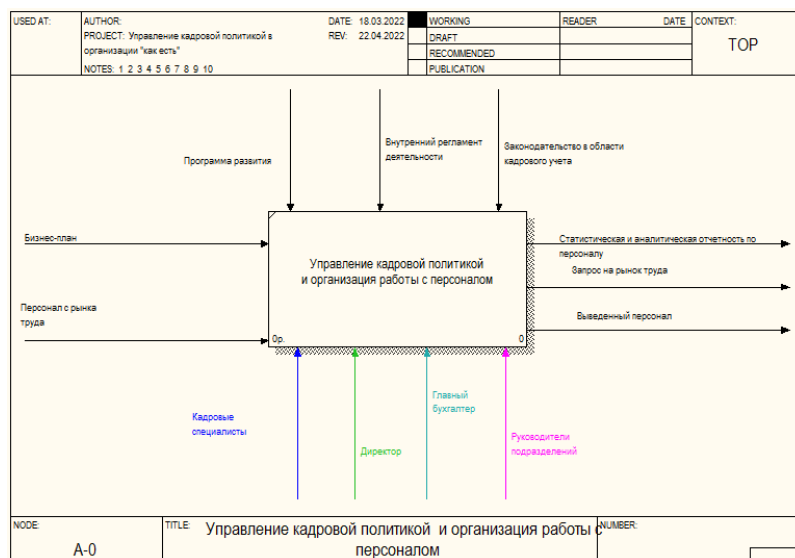 USED AT:
AUTHOR:
DATE: 18.03.2022
WORKING
READER
DATE
CONTEXT:
PROJECT: Управление кадровой политикой в
REV: 22.04.2022
DRAFT
TOP
организации "как есть"
RECOMMENDED
NOTES: 1 2 3 4 5 6 7 8 9 10
PUBLICATION
Программа развития
Внутренний регламент
деятельности
Законодательство в области
кадрового учета
Бизнес-план
Персонал с рынка
труда
Управление кадровой политикой
и организация работы с персоналом
0р.
0
Статистическая и аналитическая отчетность по
персоналу
Запрос на рынок труда
Выведенный персонал
Кадровые
специалисты
Директор
Главный
бухгалтер
Руководители
подразделений
NODE:
A-0
TITLE:
Управление кадровой политикой и организация работы с
персоналом
NUMBER: